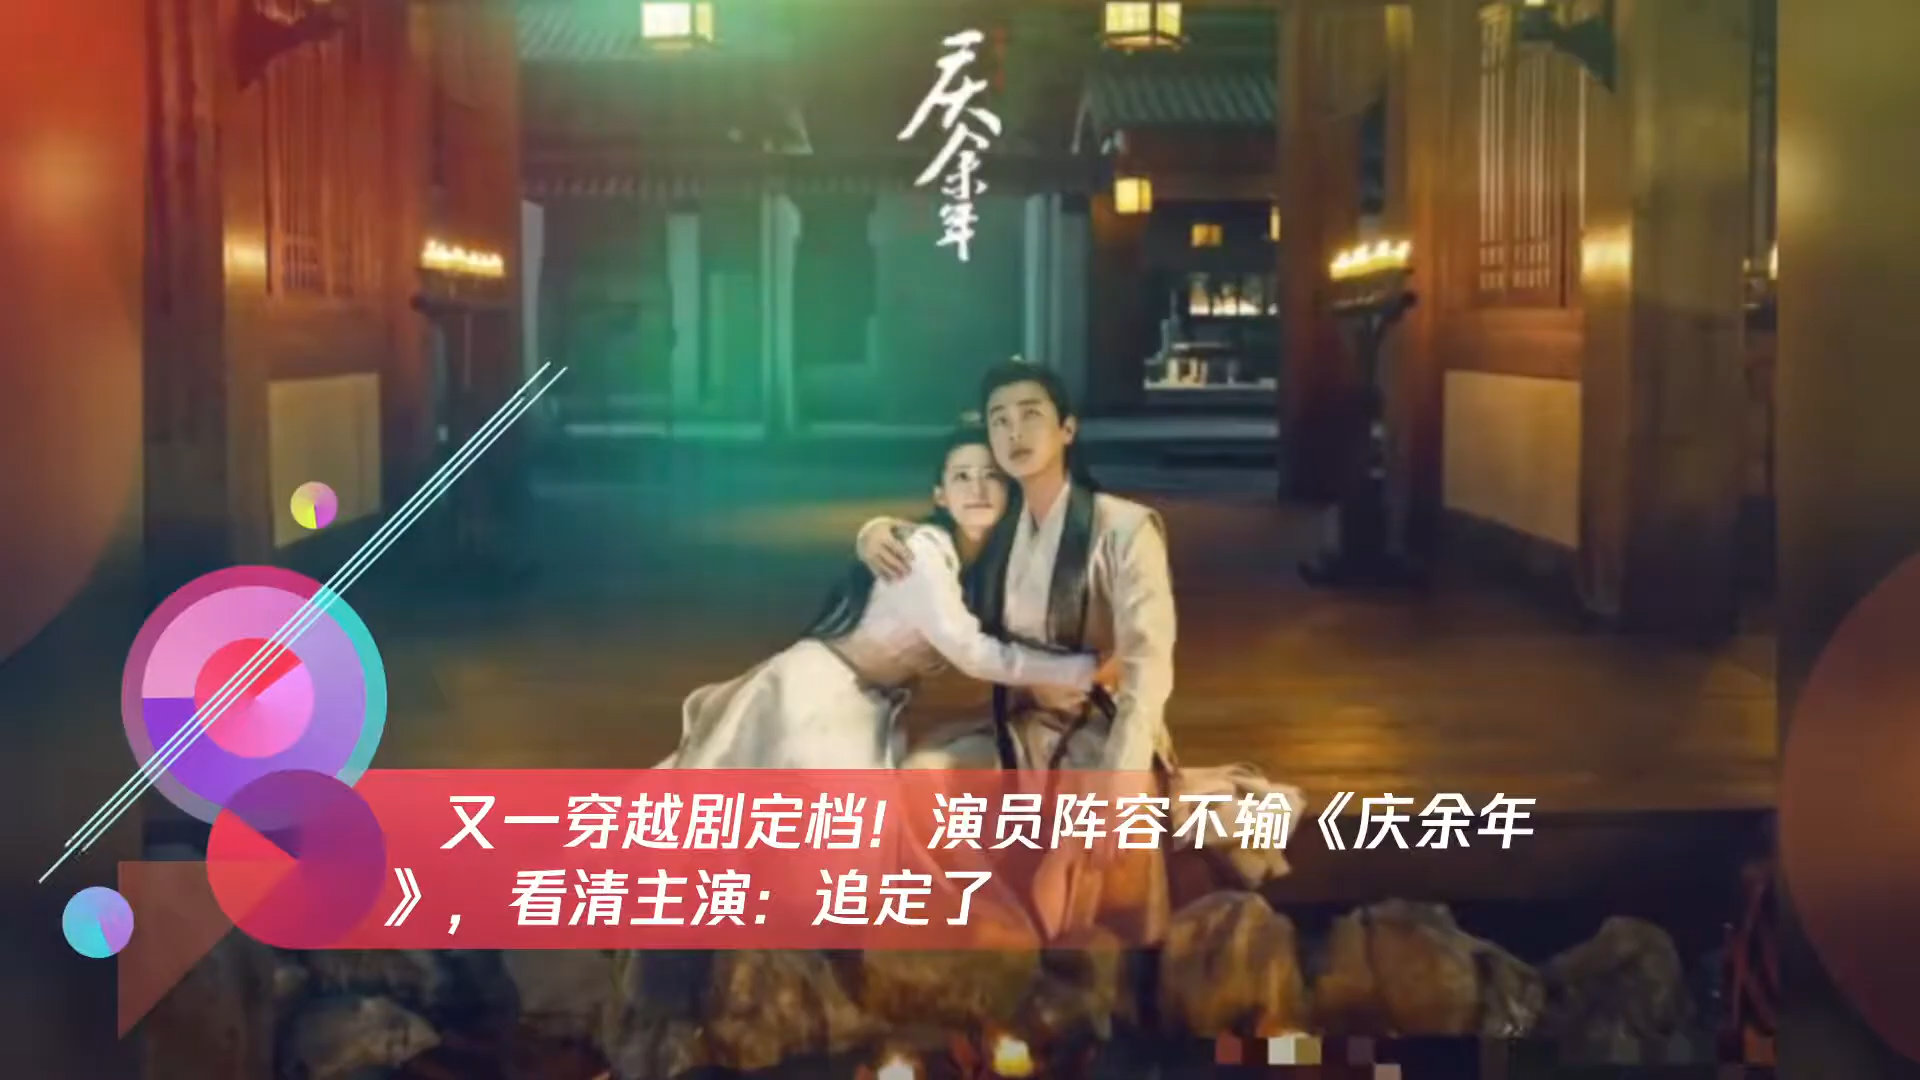 庆余年
又一穿越剧定档！演员阵容不输《庆余年
》，看清主演：追定了